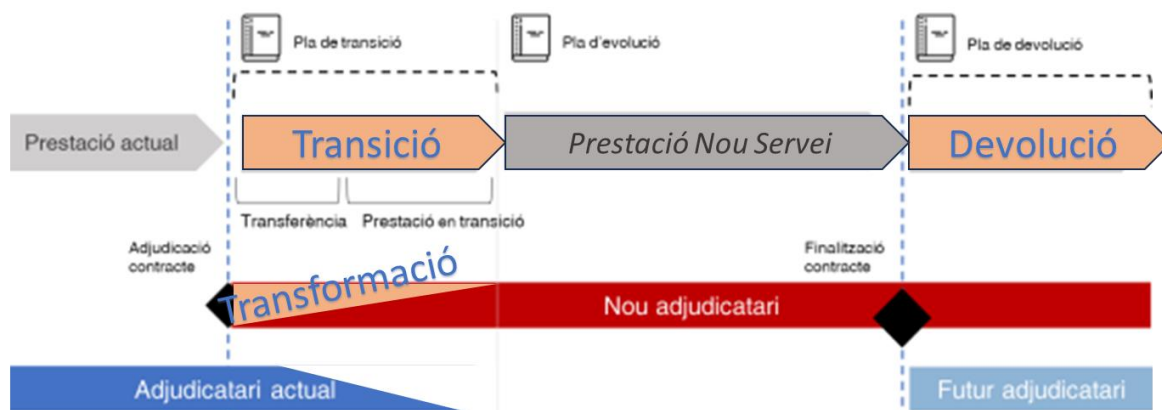 Pla de transició
Pla d'evolució
Pla de devolució
Prestació actual
Transició
Prestació Nou Servei
Devolució
Transferència
Prestació en transició
Adjudicació
contracte
Finalització
contracte
Transformació
Nou adjudicatari
Adjudicatari actual
Futur adjudicatari